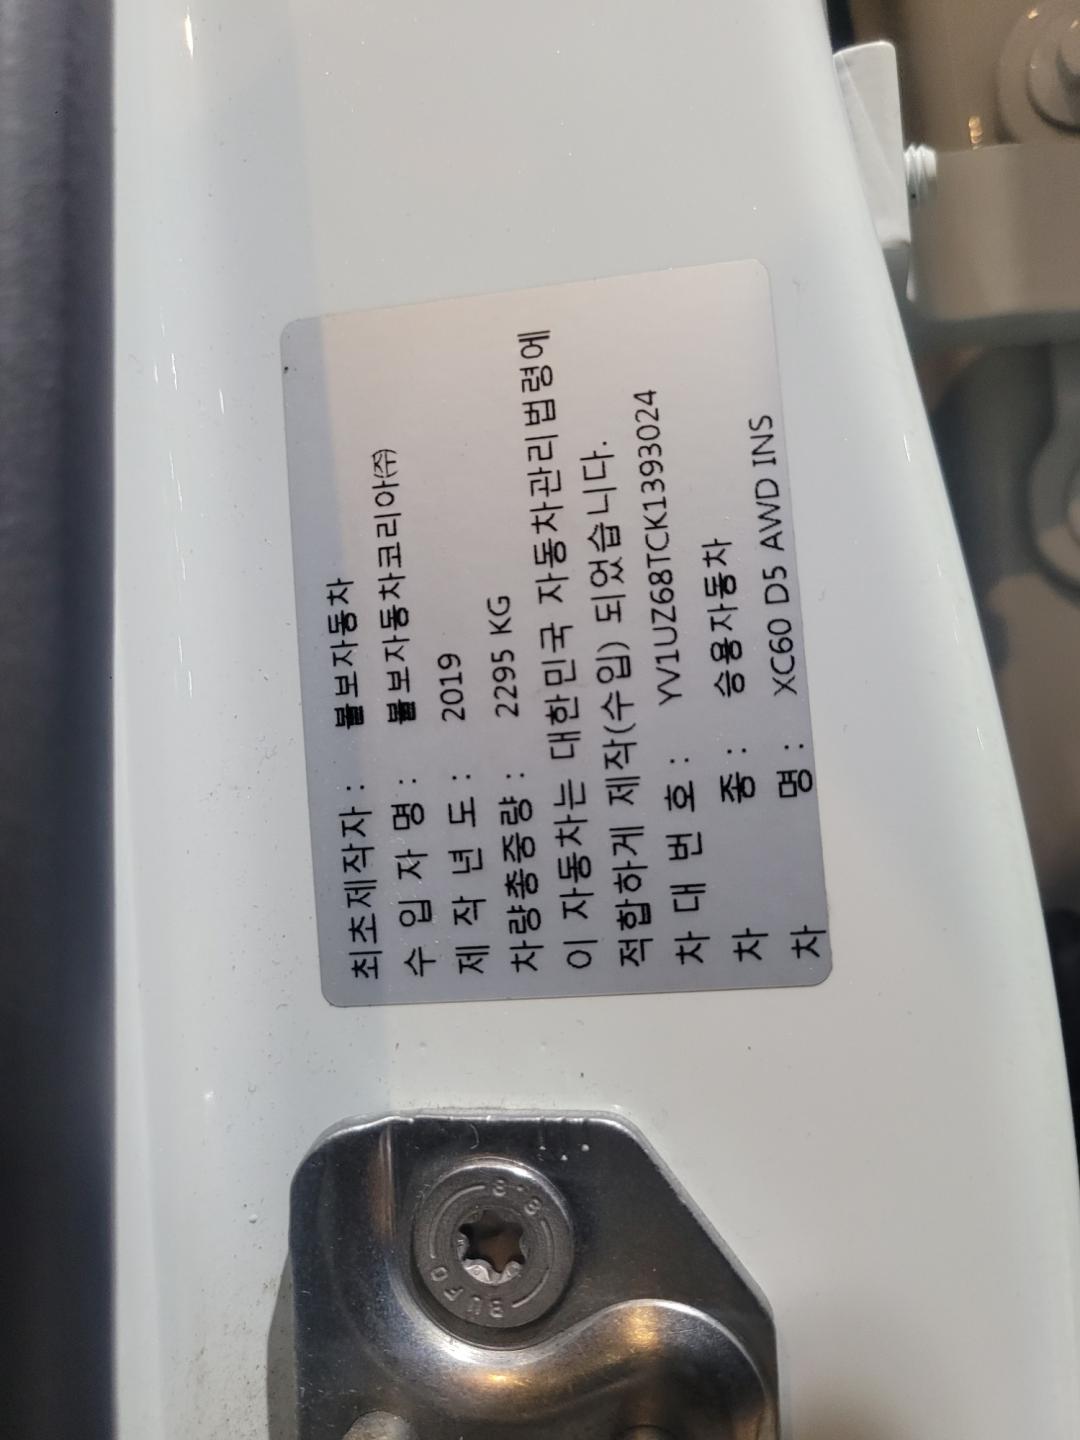 최초제작자 : 볼보자동차
수 입 자 명 : 볼보자동차코리아㈜
제 작 년 도 : 2019
차량총중량 : 2295 KG
이 자동차는 대한민국 자동차관리법령에
적합하게 제작(수입) 되었습니다.
차 대 번 호 : YV1UZ68TCK1393024
차 종 : 승용자동차
차 명 : XC60 D5 AWD INS
8.8
BUFO